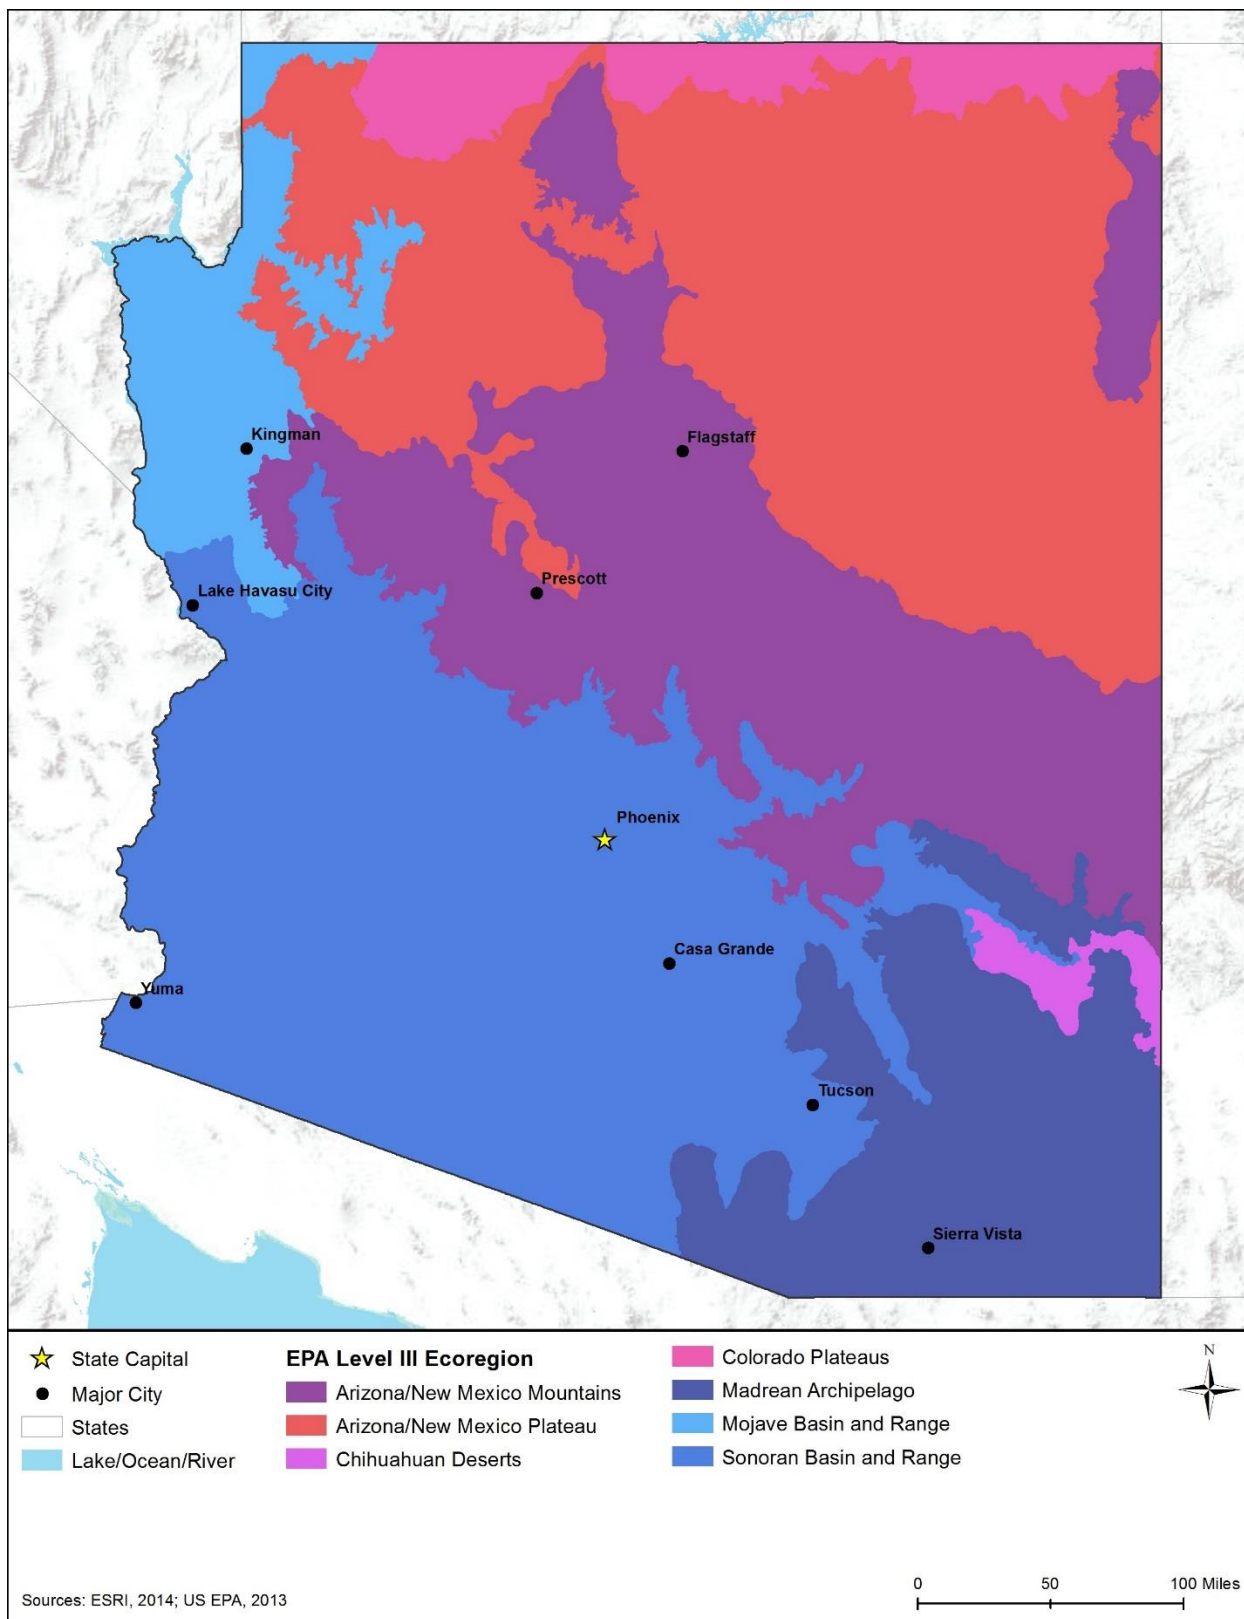 Kingman
Flagstaff
Lake Havasu City
Prescott
Phoenix
Casa Grande
Yuma
Tucson
Sierra Vista
State Capital
Major City
States
Lake/Ocean/River
EPA Level III Ecoregion
Arizona/New Mexico Mountains
Arizona/New Mexico Plateau
Chihuahuan Deserts
Colorado Plateaus
Madrean Archipelago
Mojave Basin and Range
Sonoran Basin and Range
N
Sources: ESRI, 2014; US EPA, 2013
0 50 100 Miles